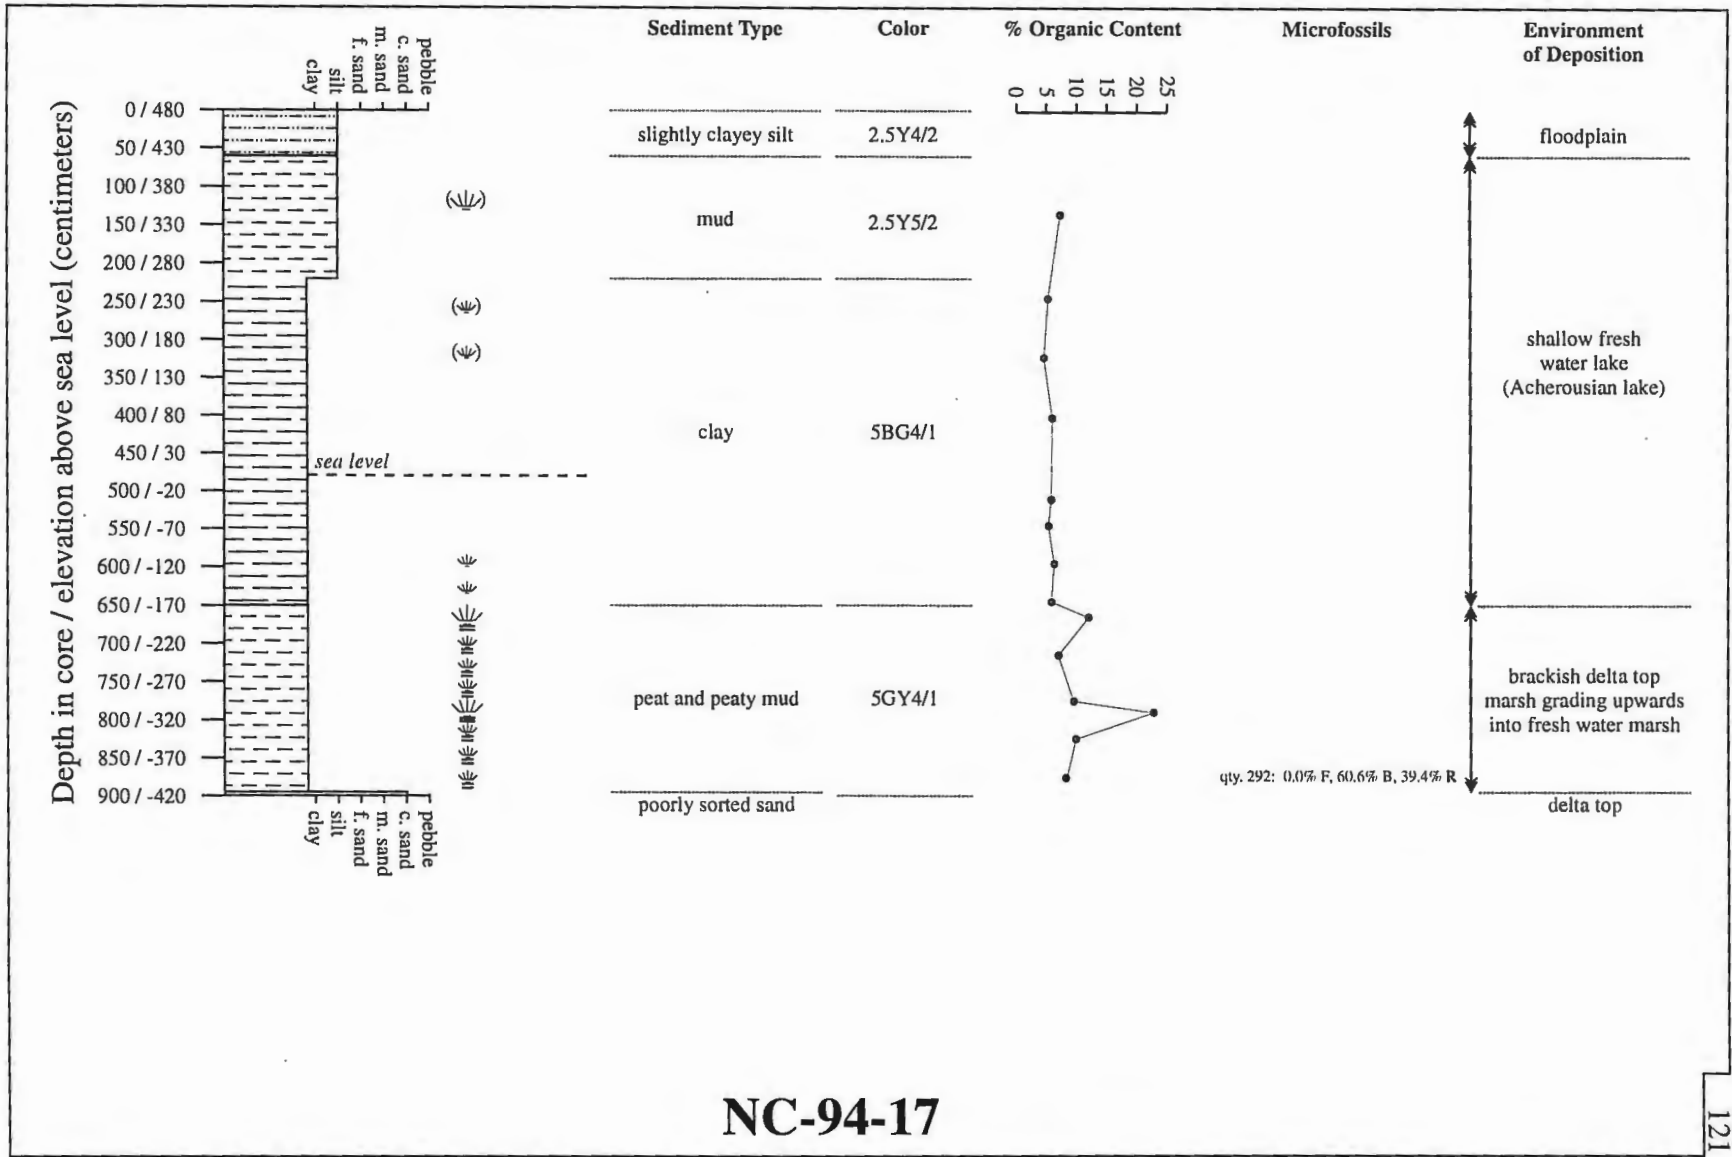 Sediment Type
Color
% Organic Content
Microfossils
Environment
of Deposition
clay
silt
f. sand
m. sand
c. sand
pebble
0
5
10
15
20
25
Depth in core / elevation above sea level (centimeters)
0 / 480
50 / 430
100 / 380
150 / 330
200 / 280
250 / 230
300 / 180
350 / 130
400 / 80
450 / 30
500 / -20
550 / -70
600 / -120
650 / -170
700 / -220
750 / -270
800 / -320
850 / -370
900 / -420
sea level
slightly clayey silt
2.5Y4/2
floodplain
mud
2.5Y5/2
clay
5BG4/1
shallow fresh
water lake
(Acherousian lake)
peat and peaty mud
5GY4/1
brackish delta top
marsh grading upwards
into fresh water marsh
qty. 292: 0.0% F, 60.6% B, 39.4% R
poorly sorted sand
delta top
clay
silt
f. sand
m. sand
c. sand
pebble
NC-94-17
121